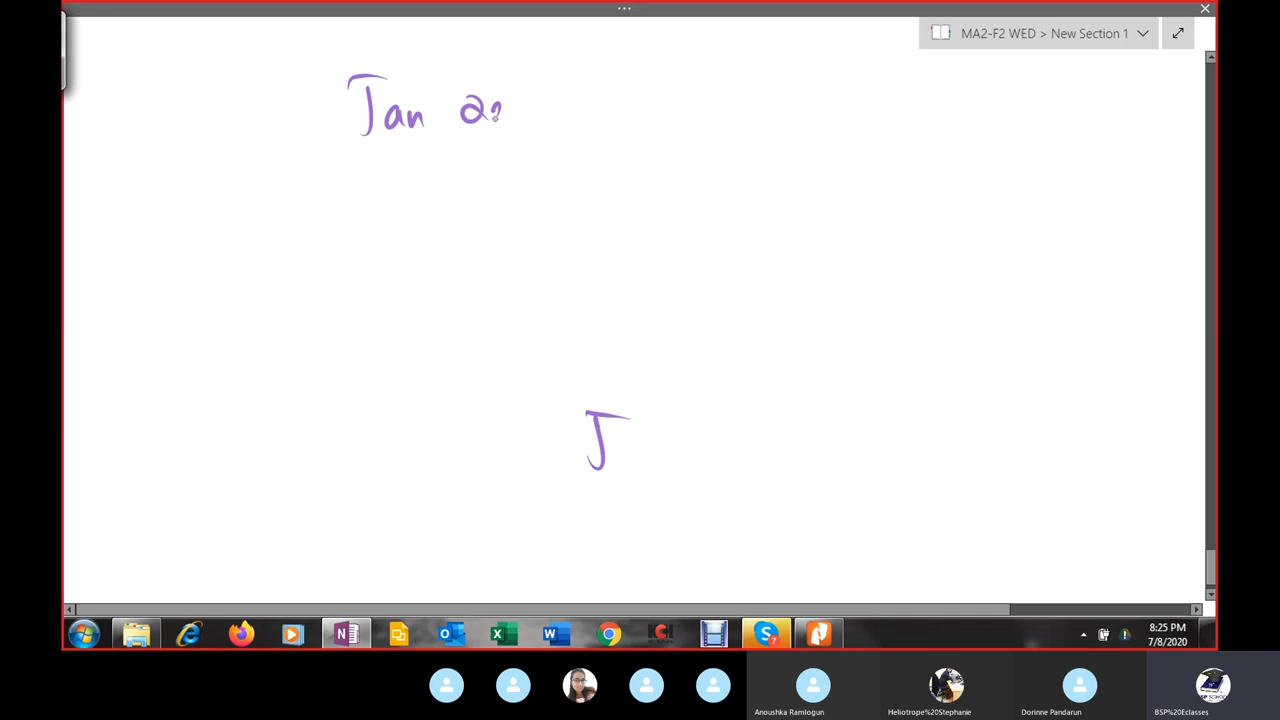 MA2-F2 WED > New Section 1
Jan 2
J
8:25 PM
7/8/2020
Anoushka Ramlogun
Heliotrope%20Stephanie
Dorinne Pandarun
BSP%20Eclasses